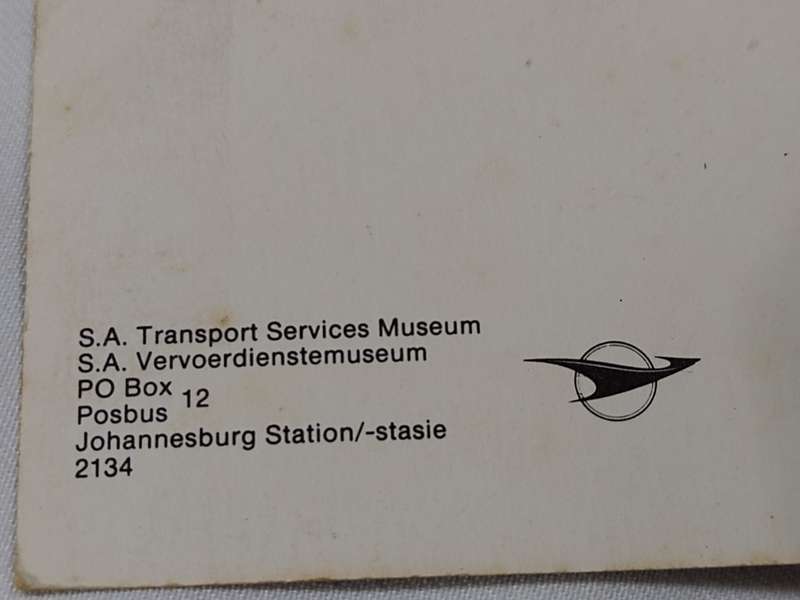 S.A. Transport Services Museum
S.A. Vervoerdienstemuseum
PO Box
Posbus 12
Johannesburg Station/-stasie
2134